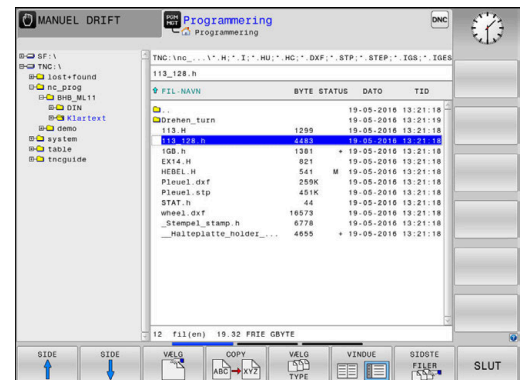 MANUEL DRIFT
PGM
MGT
Programmering
Programmering
DNC
SF:\
TNC:\
lost+found
nc_prog
BHB_ML11
DIN
Klartext
demo
system
table
tncguide
TNC:\nc_...\*.H;*.I;*.HU;*.HC;*.DXF;*.STP;*.STEP;*.IGS;*.IGES
113_128.h
FIL-NAVN BYTE STATUS DATO TID
.. 19-05-2016 13:21:18
Drehen_turn 19-05-2016 13:21:19
113.H 1299 19-05-2016 13:21:18
113_128.h 4483 19-05-2016 13:21:18
1GB.h 1381 + 19-05-2016 13:21:18
EX14.H 821 19-05-2016 13:21:18
HEBEL.H 541 M 19-05-2016 13:21:18
Pleuel.dxf 259K 19-05-2016 13:21:18
Pleuel.stp 451K 19-05-2016 13:21:18
STAT.h 44 19-05-2016 13:21:18
wheel.dxf 16573 19-05-2016 13:21:18
_Stempel_stamp.h 6778 19-05-2016 13:21:18
__Halteplatte_holder_... 4655 + 19-05-2016 13:21:18
12 fil(en) 19.32 FRIE GBYTE
SIDE
SIDE
VÆLG
COPY
ABC XYZ
VÆLG
TYPE
VINDUE
SIDSTE
FILER
SLUT